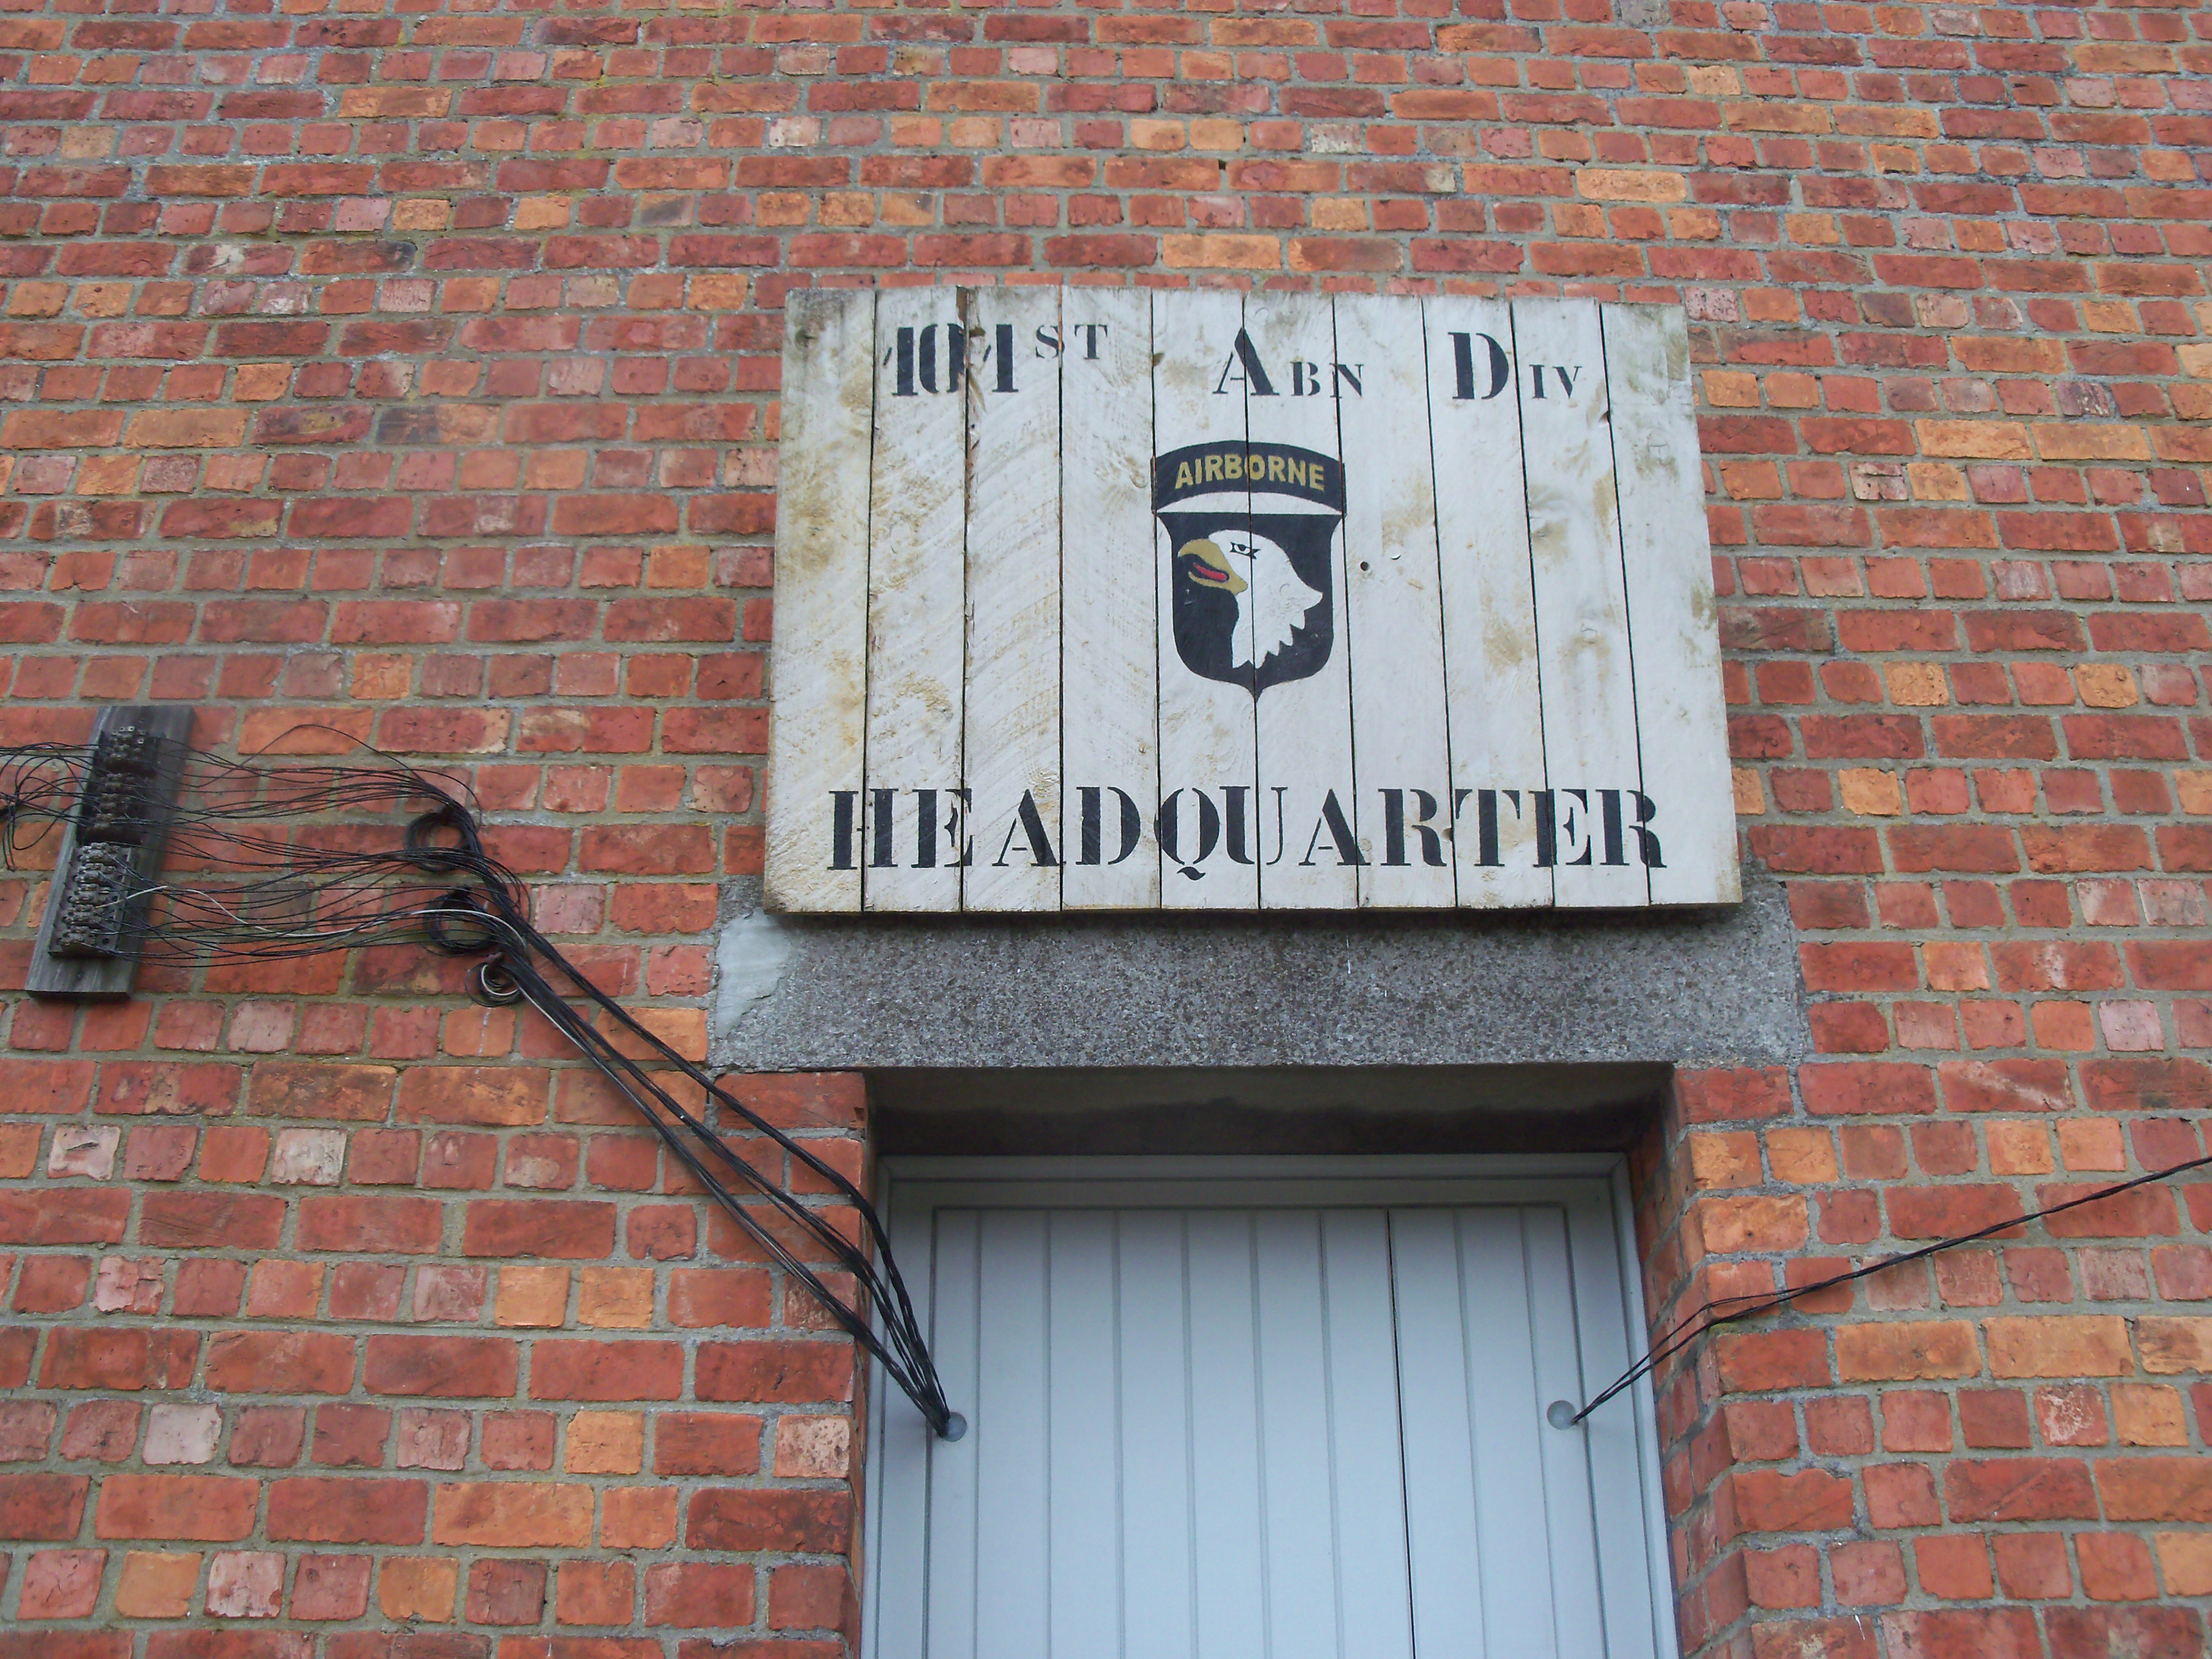 101ST ABN DIV
AIRBORNE
HEADQUARTER